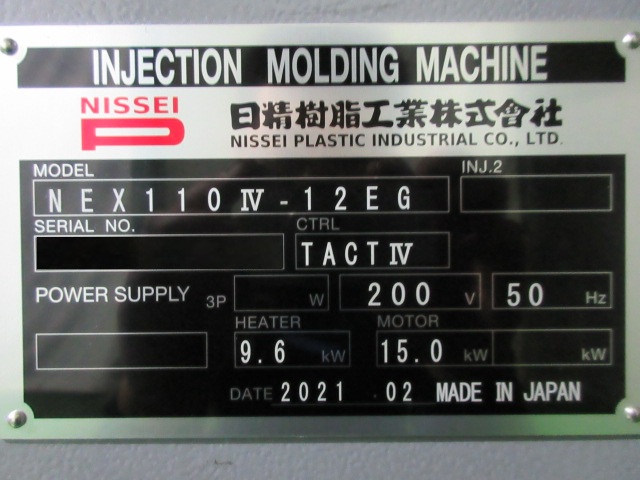 INJECTION MOLDING MACHINE
NISSEI
日精樹脂工業株式會社
NISSEI PLASTIC INDUSTRIAL CO., LTD.
MODEL INJ.2
NEX110Ⅳ-12EG
SERIAL NO. CTRL
TACTⅣ
POWER SUPPLY 3P W 200 V 50 Hz
HEATER MOTOR
9.6 kW 15.0 kW kW
DATE 2021 . 02 MADE IN JAPAN